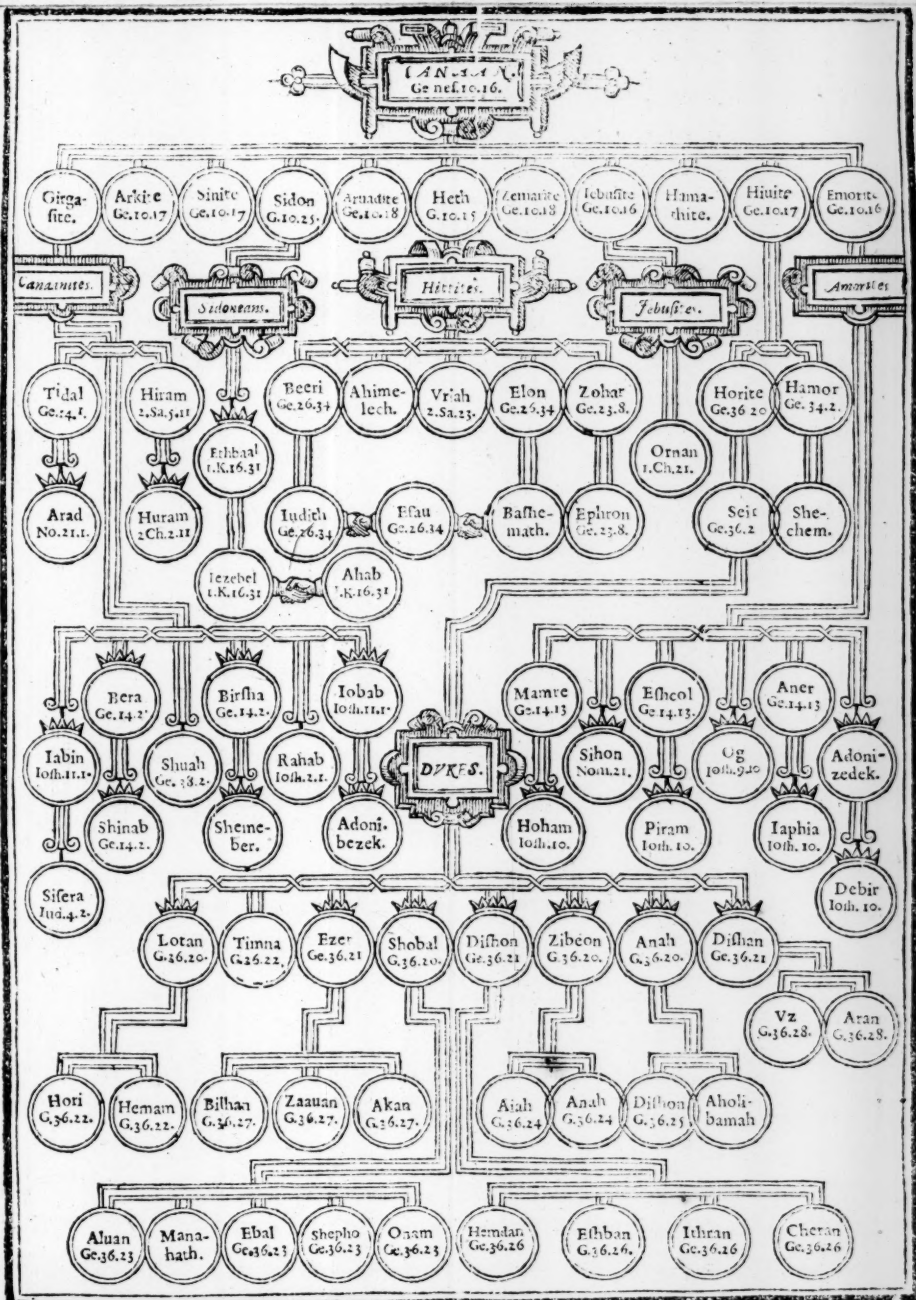 CANAAN.
Genes.10.16.
Girga-
site.
Arkite
Ge.10.17
Sinite
Ge.10.17
Sidon
G.10.25.
Aruadite
Ge.10.18
Heth
G.10.15
Zemarite
Ge.10.18
Iebusite
Ge.10.16
Hama-
thite.
Hiuite
Ge.10.17
Emorite
Ge.10.16
Canaanites.
Sidoneans.
Hittites.
Jebusites.
Amorites
Tidal
Ge.14.1.
Hiram
2.Sa.5.11
Ethbaal
1.K.16.31
Beeri
Ge.26.34
Ahime-
lech.
Vriah
2.Sa.23.
Elon
Ge.26.34
Zohar
Ge.23.8.
Ornan
1.Ch.21.
Horite
Ge.36 20
Hamor
Ge.34.2.
Arad
No.21.1.
Huram
2Ch.2.11
Iudith
Ge.26.34
Esau
Ge.26.34
Bashe-
math.
Ephron
Ge.23.8.
Seir
Ge.36.2
She-
chem.
Iezebel
1.K.16.31
Ahab
1.K.16.31
Bera
Ge.14.2.
Birsha
Ge.14.2.
Iobab
Iosh.11.1.
Mamre
Ge.14.13
Eshcol
Ge.14.13.
Aner
Ge.14.13
Iabin
Iosh.11.1.
Shuah
Ge.38.2.
Rahab
Iosh.2.1.
DVKES.
Sihon
Nom.21.
Og
Iosh.9.10
Adoni-
zedek.
Shinab
Ge.14.2.
Sheme-
ber.
Adoni-
bezek.
Hoham
Iosh.10.
Piram
Iosh.10.
Iaphia
Iosh.10.
Sisera
Iud.4.2.
Debir
Iosh.10.
Lotan
G.36.20.
Timna
G.36.22.
Ezer
Ge.36.21
Shobal
G.36.20.
Dishon
Ge.36.21
Zibeon
G.36.20.
Anah
G.36.20.
Dishan
Ge.36.21
Vz
G.36.28.
Aran
G.36.28.
Hori
G.36.22.
Hemam
G.36.22.
Bilhan
G.36.27.
Zaauan
G.36.27.
Akan
G.36.27.
Aiah
G.36.24
Anah
G.36.24
Dishon
G.36.25
Aholi-
bamah
Aluan
Ge.36.23
Mana-
hath.
Ebal
Ge.36.23
Shepho
Ge.36.23
Onam
Ge.36.23
Hemdan
Ge.36.26
Eshban
G.36.26.
Ithran
Ge.36.26
Cheran
Ge.36.26